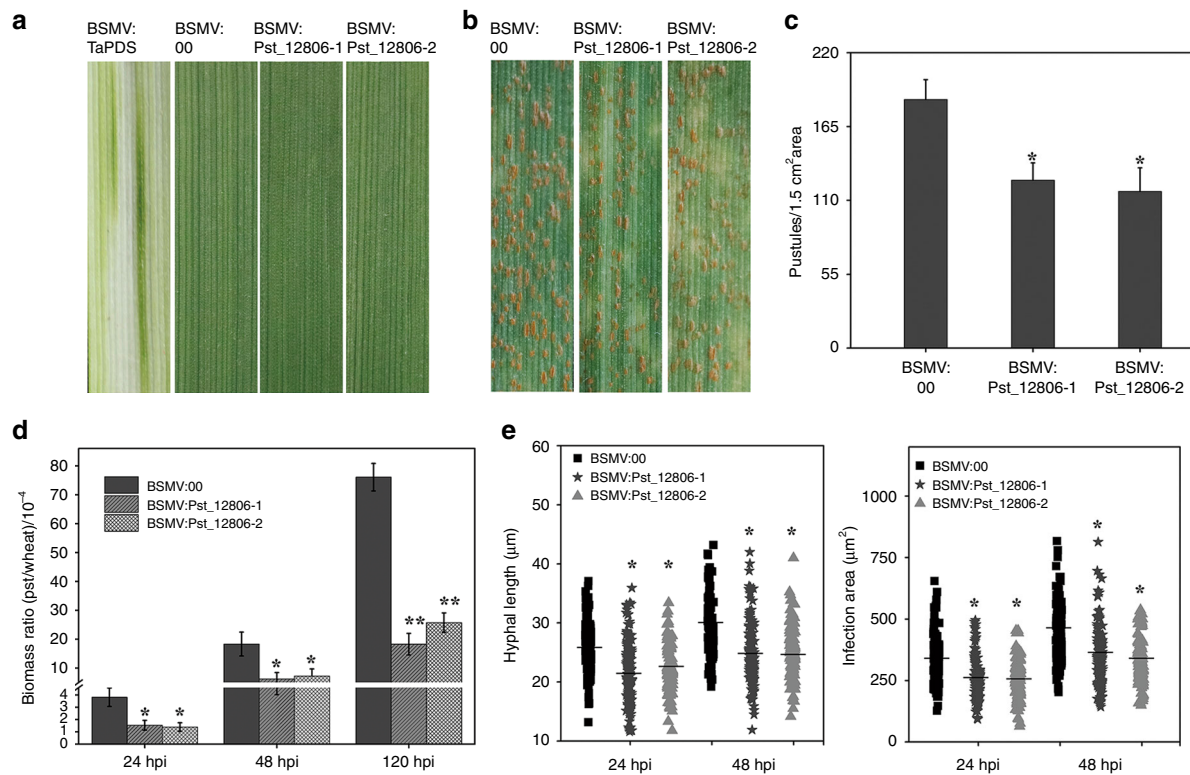 a
BSMV: BSMV: BSMV: BSMV:
TaPDS 00 Pst_12806-1 Pst_12806-2
b
BSMV: BSMV: BSMV:
00 Pst_12806-1 Pst_12806-2
c
Pustules/1.5 cm² area
220
165
110
55
0
*
*
BSMV: BSMV: BSMV:
00 Pst_12806-1 Pst_12806-2
d
Biomass ratio (pst/wheat)/10⁻⁴
80
70
60
50
40
30
20
10
4
3
2
1
0
BSMV:00
BSMV:Pst_12806-1
BSMV:Pst_12806-2
* *
* *
** **
24 hpi 48 hpi 120 hpi
e
Hyphal length (μm)
60
50
40
30
20
10
BSMV:00
BSMV:Pst_12806-1
BSMV:Pst_12806-2
* * * *
24 hpi 48 hpi
Infection area (μm²)
1000
750
500
250
0
BSMV:00
BSMV:Pst_12806-1
BSMV:Pst_12806-2
* * * *
24 hpi 48 hpi